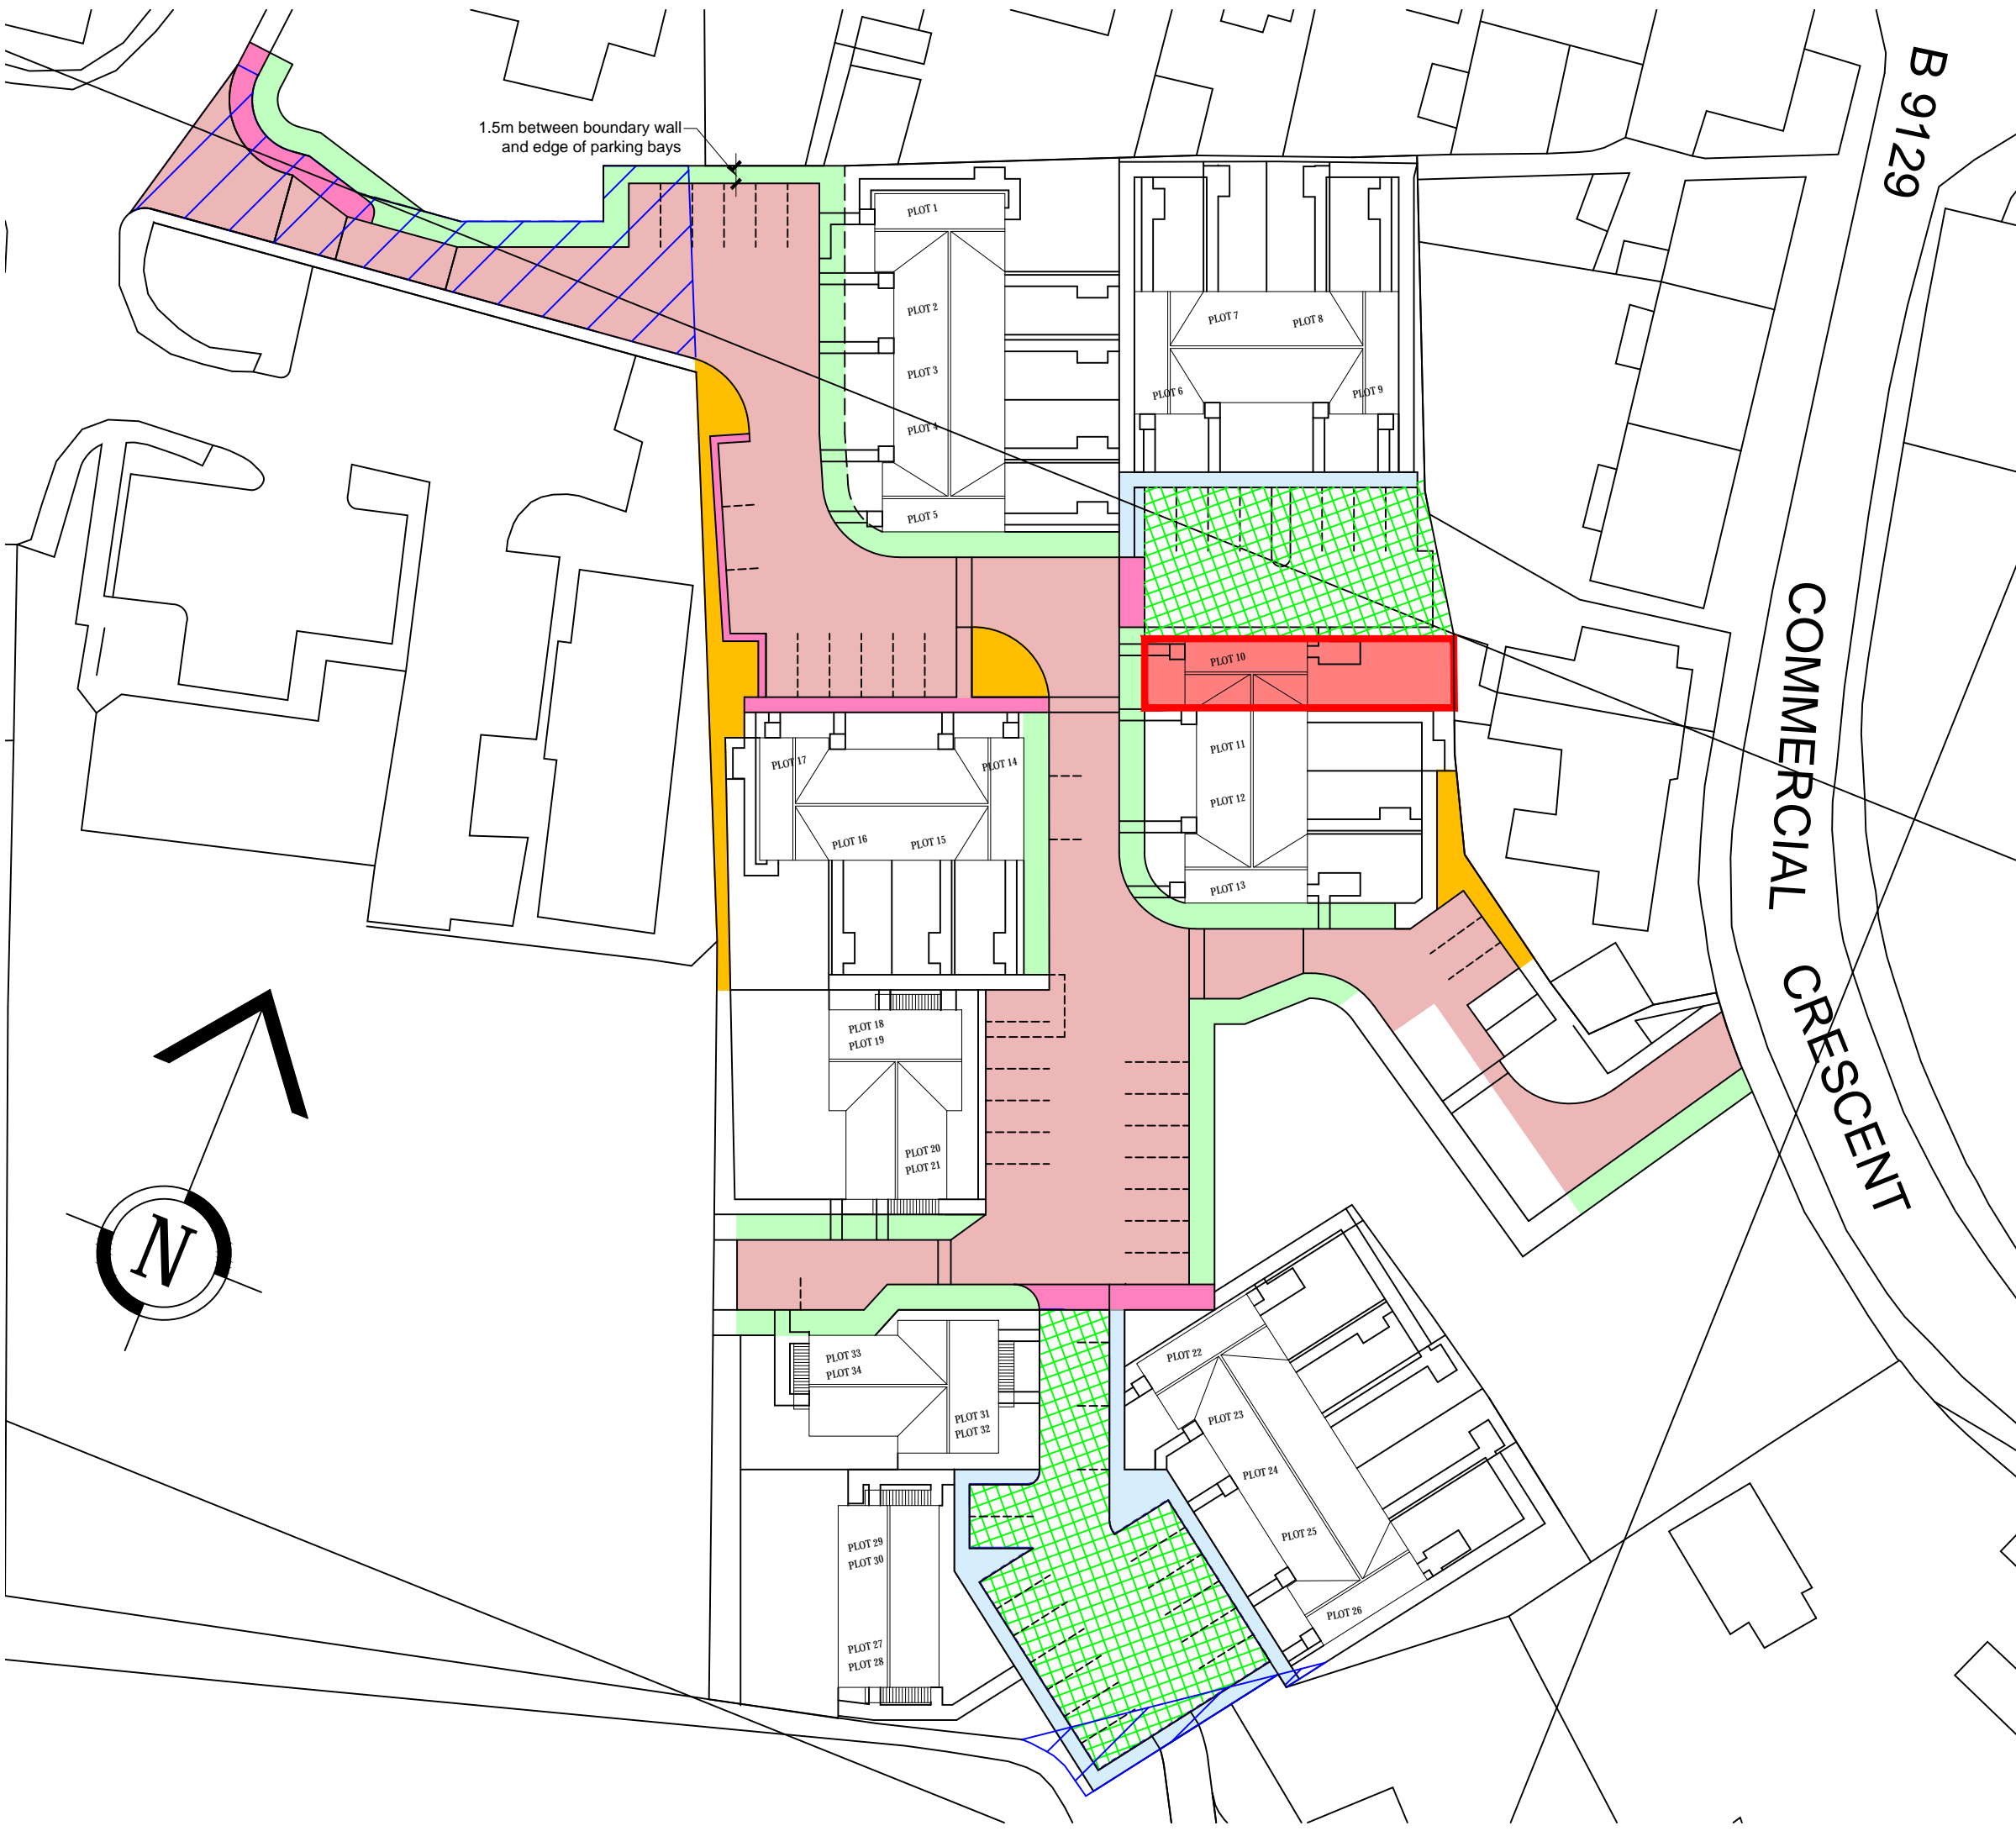 B 9129
1.5m between boundary wall
and edge of parking bays
PLOT 1
PLOT 2
PLOT 3
PLOT 4
PLOT 5
PLOT 7
PLOT 8
PLOT 6
PLOT 9
COMMERCIAL CRESCENT
PLOT 10
PLOT 11
PLOT 12
PLOT 13
PLOT 17
PLOT 14
PLOT 16
PLOT 15
PLOT 18
PLOT 19
PLOT 20
PLOT 21
N
PLOT 22
PLOT 23
PLOT 24
PLOT 25
PLOT 26
PLOT 33
PLOT 34
PLOT 31
PLOT 32
PLOT 29
PLOT 30
PLOT 27
PLOT 28